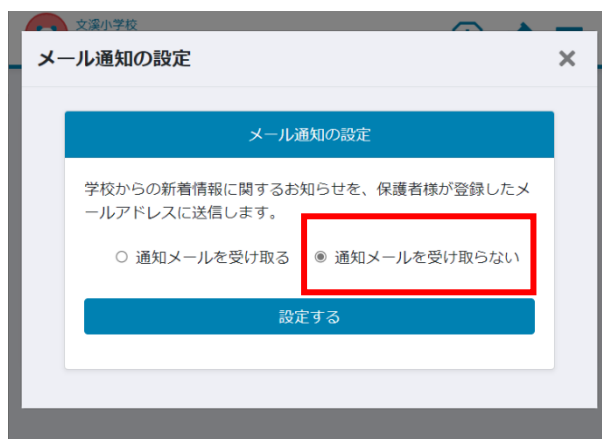 文溪小学校
メール通知の設定
メール通知の設定
学校からの新着情報に関するお知らせを、保護者様が登録したメ
ールアドレスに送信します。
通知メールを受け取る 通知メールを受け取らない
設定する